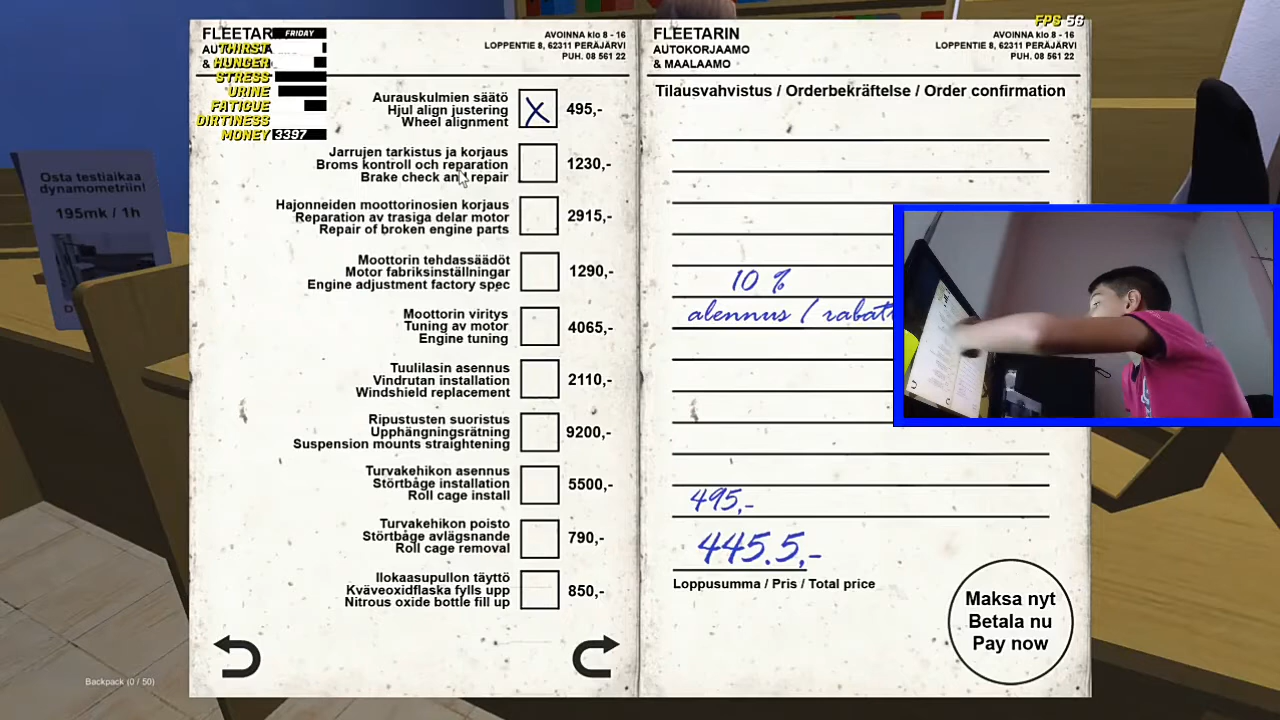 FPS 56
FRIDAY
THIRST
HUNGER
STRESS
URINE
FATIGUE
DIRTINESS
MONEY 3397
FLEETARIN
AVOINNA klo 8 - 16
LOPPENTIE 8, 62311 PERÄJÄRVI
PUH. 08 561 22
Aurauskulmien säätö
Hjul align justering
Wheel alignment
X
495,-
Jarrujen tarkistus ja korjaus
Broms kontroll och reparation
Brake check and repair
1230,-
Hajonneiden moottorinosien korjaus
Reparation av trasiga delar motor
Repair of broken engine parts
2915,-
Moottorin tehdassäädöt
Motor fabriksinställningar
Engine adjustment factory spec
1290,-
Moottorin viritys
Tuning av motor
Engine tuning
4065,-
Tuulilasin asennus
Vindrutan installation
Windshield replacement
2110,-
Ripustusten suoristus
Upphängningsrätning
Suspension mounts straightening
9200,-
Turvakehikon asennus
Störtbåge installation
Roll cage install
5500,-
Turvakehikon poisto
Störtbåge avlägsnande
Roll cage removal
790,-
Ilokaasupullon täyttö
Kväveoxidflaska fylls upp
Nitrous oxide bottle fill up
850,-
FLEETARIN
AUTOKORJAAMO
& MAALAAMO
AVOINNA klo 8 - 16
LOPPENTIE 8, 62311 PERÄJÄRVI
PUH. 08 561 22
Tilausvahvistus / Orderbekräftelse / Order confirmation
10 %
alennus / rabatt
495,-
445.5,-
Loppusumma / Pris / Total price
Maksa nyt
Betala nu
Pay now
Osta testiaikaa
dynamometriin!
195mk / 1h
Backpack (0 / 50)